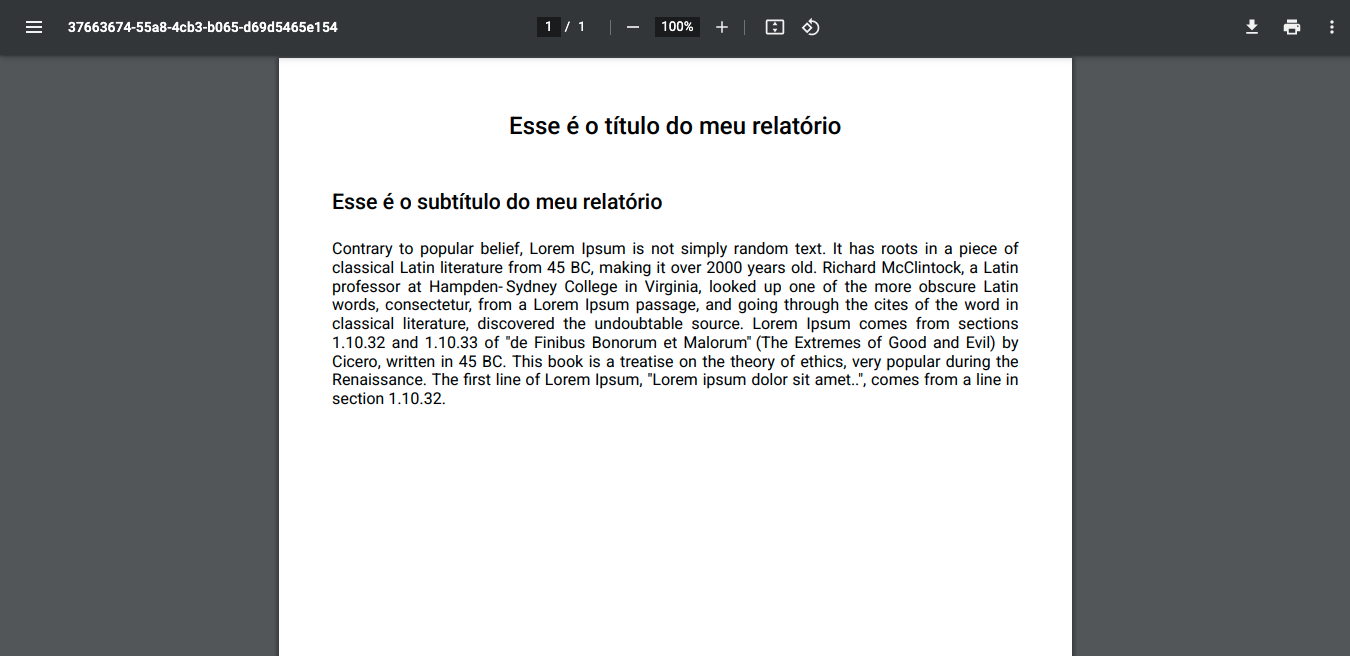 37663674-55a8-4cb3-b065-d69d5465e154
1 / 1
100%
Esse é o título do meu relatório
Esse é o subtítulo do meu relatório
Contrary to popular belief, Lorem Ipsum is not simply random text. It has roots in a piece of
classical Latin literature from 45 BC, making it over 2000 years old. Richard McClintock, a Latin
professor at Hampden-Sydney College in Virginia, looked up one of the more obscure Latin
words, consectetur, from a Lorem Ipsum passage, and going through the cites of the word in
classical literature, discovered the undoubtable source. Lorem Ipsum comes from sections
1.10.32 and 1.10.33 of "de Finibus Bonorum et Malorum" (The Extremes of Good and Evil) by
Cicero, written in 45 BC. This book is a treatise on the theory of ethics, very popular during the
Renaissance. The first line of Lorem Ipsum, "Lorem ipsum dolor sit amet..", comes from a line in
section 1.10.32.